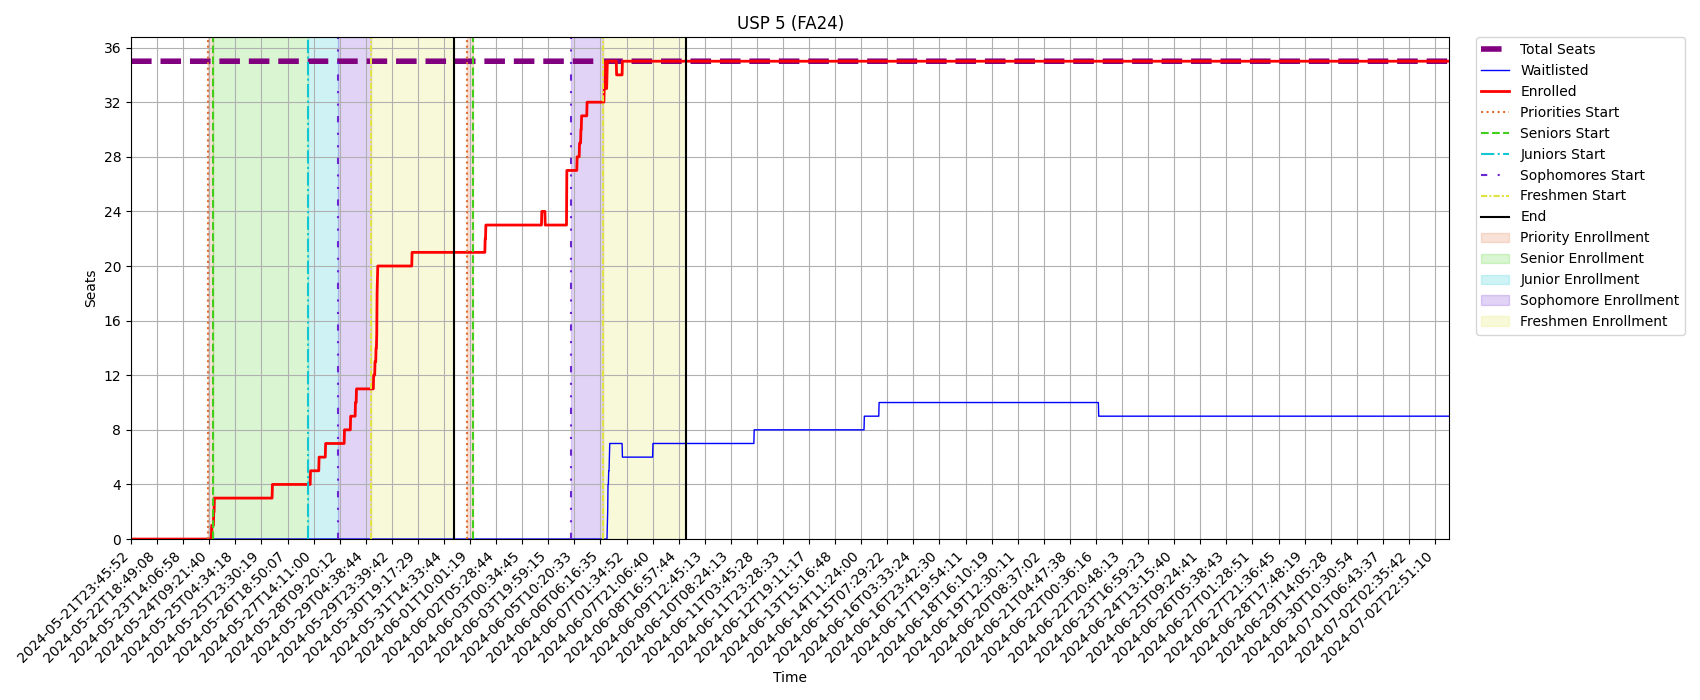 USP 5 (FA24)
36
32
28
24
20
16
12
8
4
0
Seats
Total Seats
Waitlisted
Enrolled
Priorities Start
Seniors Start
Juniors Start
Sophomores Start
Freshmen Start
End
Priority Enrollment
Senior Enrollment
Junior Enrollment
Sophomore Enrollment
Freshmen Enrollment
2024-05-21T23:45:52
2024-05-22T18:49:08
2024-05-23T14:06:58
2024-05-24T09:21:40
2024-05-25T04:34:18
2024-05-25T23:30:19
2024-05-26T18:50:07
2024-05-27T14:11:00
2024-05-28T09:20:12
2024-05-29T04:38:44
2024-05-29T23:39:42
2024-05-30T19:17:29
2024-05-31T14:33:44
2024-06-01T10:01:19
2024-06-02T05:28:44
2024-06-03T00:34:45
2024-06-03T19:59:15
2024-06-05T10:20:33
2024-06-06T06:16:35
2024-06-07T01:34:52
2024-06-07T21:06:40
2024-06-08T16:57:44
2024-06-09T12:45:13
2024-06-10T08:24:13
2024-06-11T03:45:28
2024-06-11T23:28:33
2024-06-12T19:11:17
2024-06-13T15:16:48
2024-06-14T11:24:00
2024-06-15T07:29:22
2024-06-16T03:33:24
2024-06-16T23:42:30
2024-06-17T19:54:11
2024-06-18T16:10:19
2024-06-19T12:30:11
2024-06-20T08:37:02
2024-06-21T04:47:38
2024-06-22T00:36:16
2024-06-22T20:48:13
2024-06-23T16:59:23
2024-06-24T13:15:40
2024-06-25T09:24:41
2024-06-26T05:38:43
2024-06-27T01:28:51
2024-06-27T21:36:45
2024-06-28T17:48:19
2024-06-29T14:05:28
2024-06-30T10:30:54
2024-07-01T06:43:37
2024-07-02T02:35:42
2024-07-02T22:51:10
Time